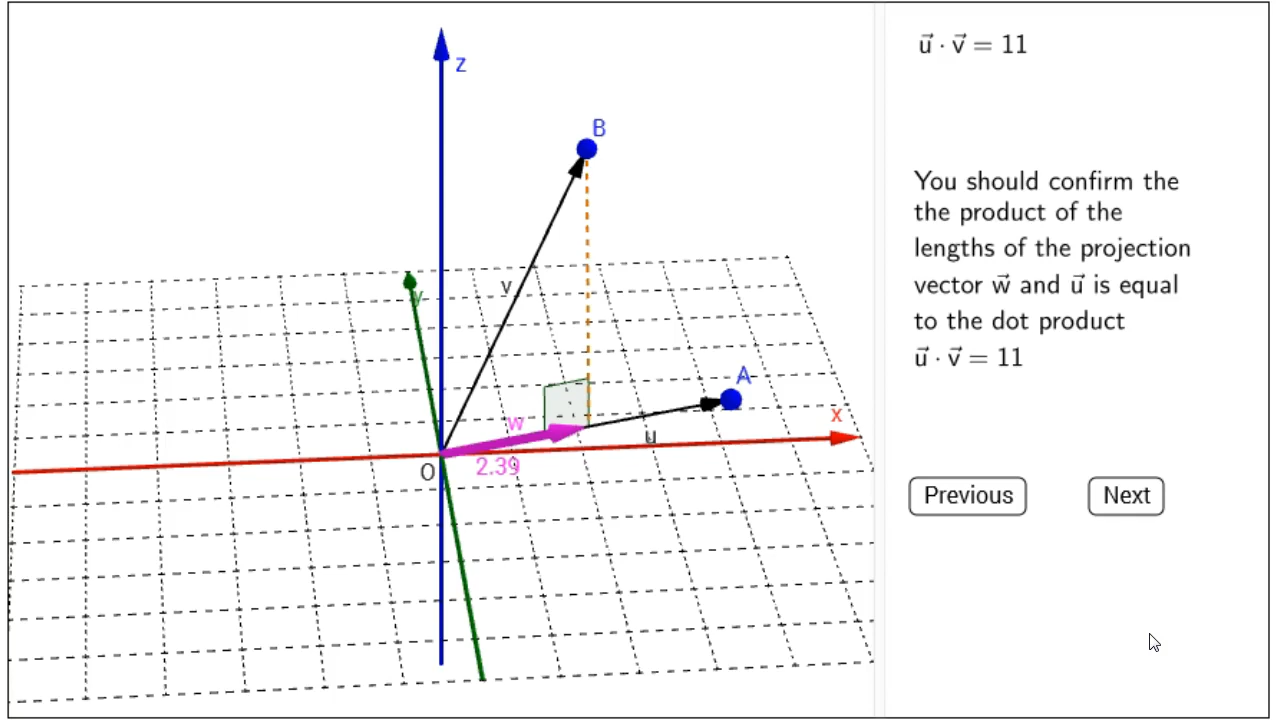 z
B
v
y
A
w
x
u
O
2.39
u⃗ · v⃗ = 11
You should confirm the
the product of the
lengths of the projection
vector w⃗ and u⃗ is equal
to the dot product
u⃗ · v⃗ = 11
Previous
Next